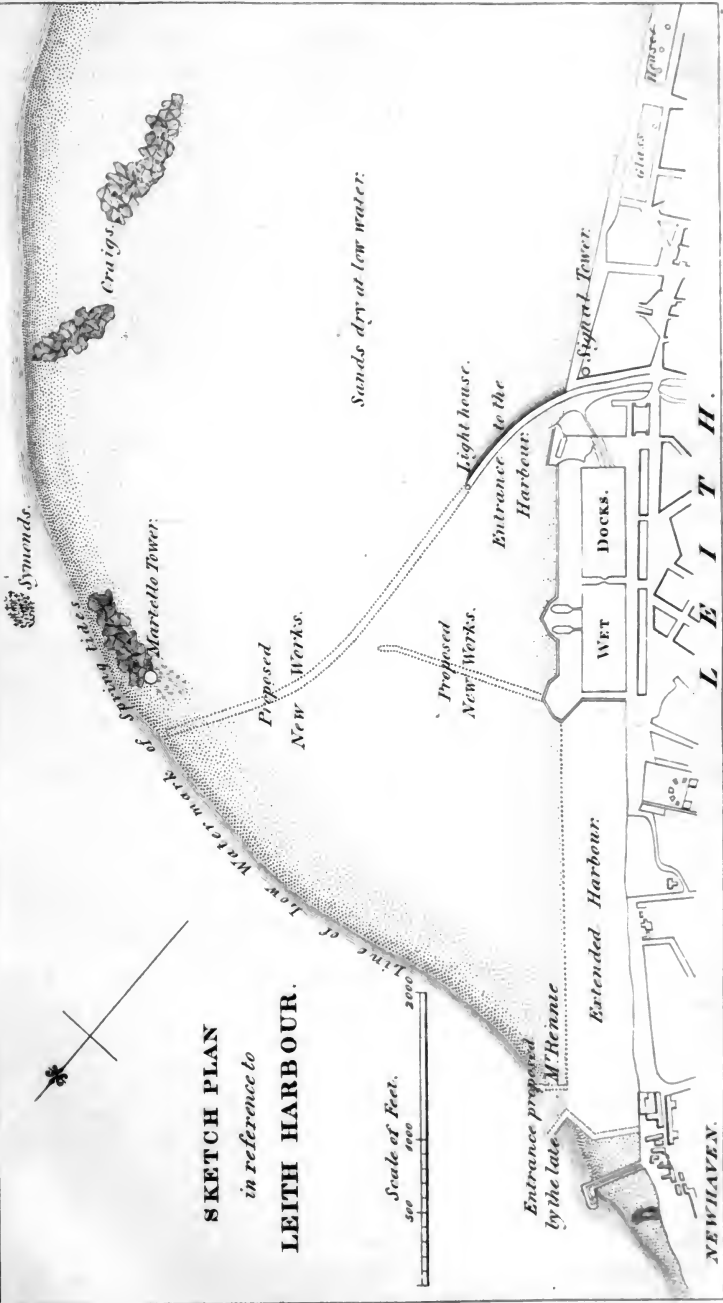 SKETCH PLAN
in reference to
LEITH HARBOUR.
Scale of Feet.
500
1000
2000
Symonds.
Craigs.
Martello Tower.
Line of Low Water mark of Spring tides
Sands dry at low water.
Proposed
New Works.
Light house.
Entrance to the
Harbour.
Signal Tower.
Proposed
New Works.
Glass
Houses
WET
DOCKS.
Entrance proposed
by the late Mr. Rennie
Extended Harbour.
NEWHAVEN.
LEITH.